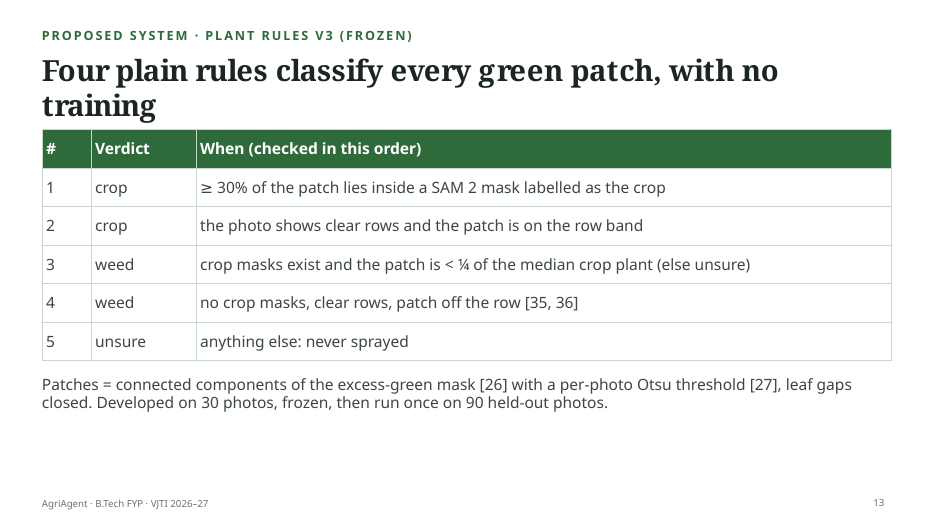 PROPOSED SYSTEM · PLANT RULES V3 (FROZEN)
Four plain rules classify every green patch, with no
training
# Verdict When (checked in this order)
1 crop ≥ 30% of the patch lies inside a SAM 2 mask labelled as the crop
2 crop the photo shows clear rows and the patch is on the row band
3 weed crop masks exist and the patch is < ¼ of the median crop plant (else unsure)
4 weed no crop masks, clear rows, patch off the row [35, 36]
5 unsure anything else: never sprayed
Patches = connected components of the excess-green mask [26] with a per-photo Otsu threshold [27], leaf gaps
closed. Developed on 30 photos, frozen, then run once on 90 held-out photos.
AgriAgent · B.Tech FYP · VJTI 2026–27 13